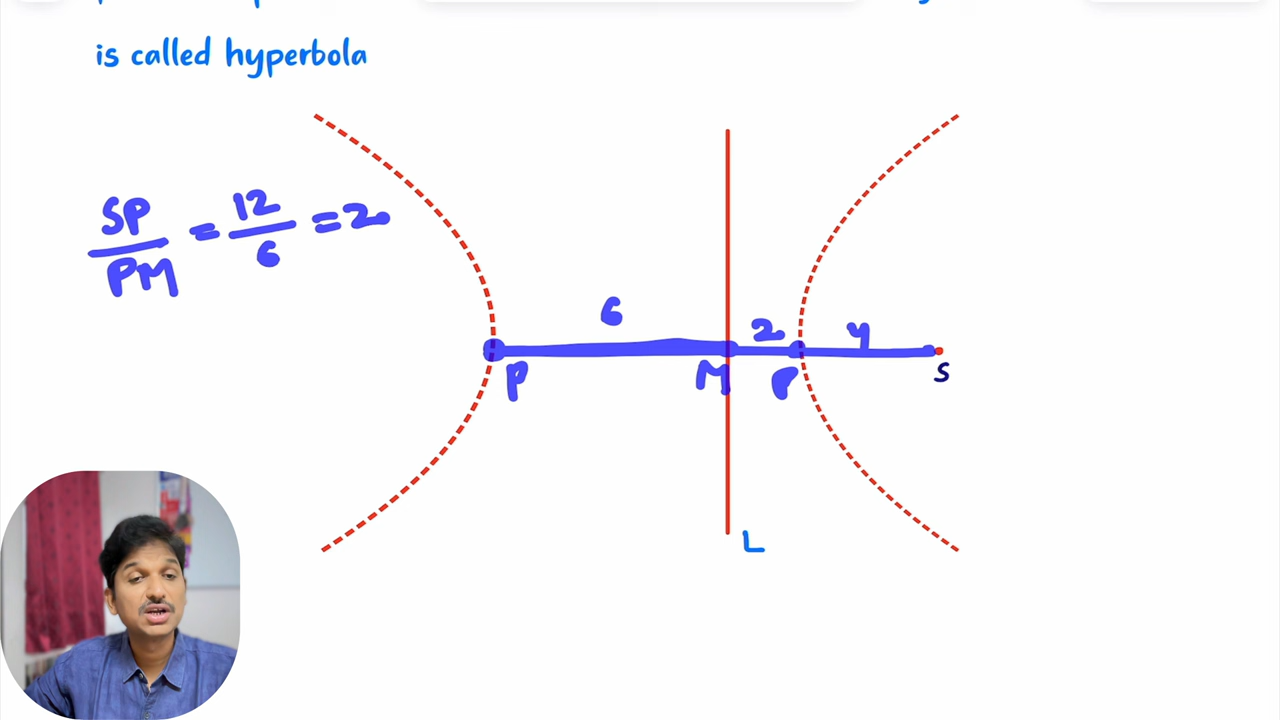 is called hyperbola
SP/PM = 12/6 = 2
6
2
4
P
M
P
S
L